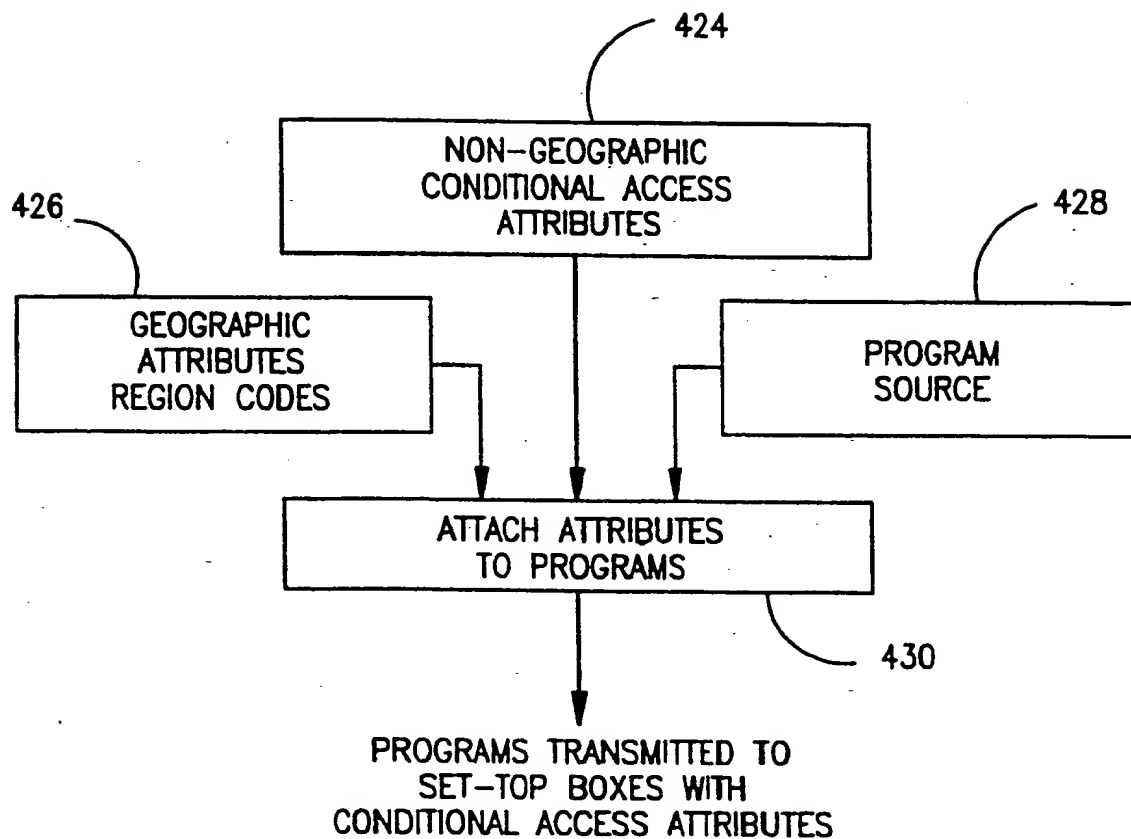 424
NON-GEOGRAPHIC
CONDITIONAL ACCESS
ATTRIBUTES
426
428
GEOGRAPHIC
ATTRIBUTES
REGION CODES
PROGRAM
SOURCE
ATTACH ATTRIBUTES
TO PROGRAMS
430
PROGRAMS TRANSMITTED TO
SET-TOP BOXES WITH
CONDITIONAL ACCESS ATTRIBUTES